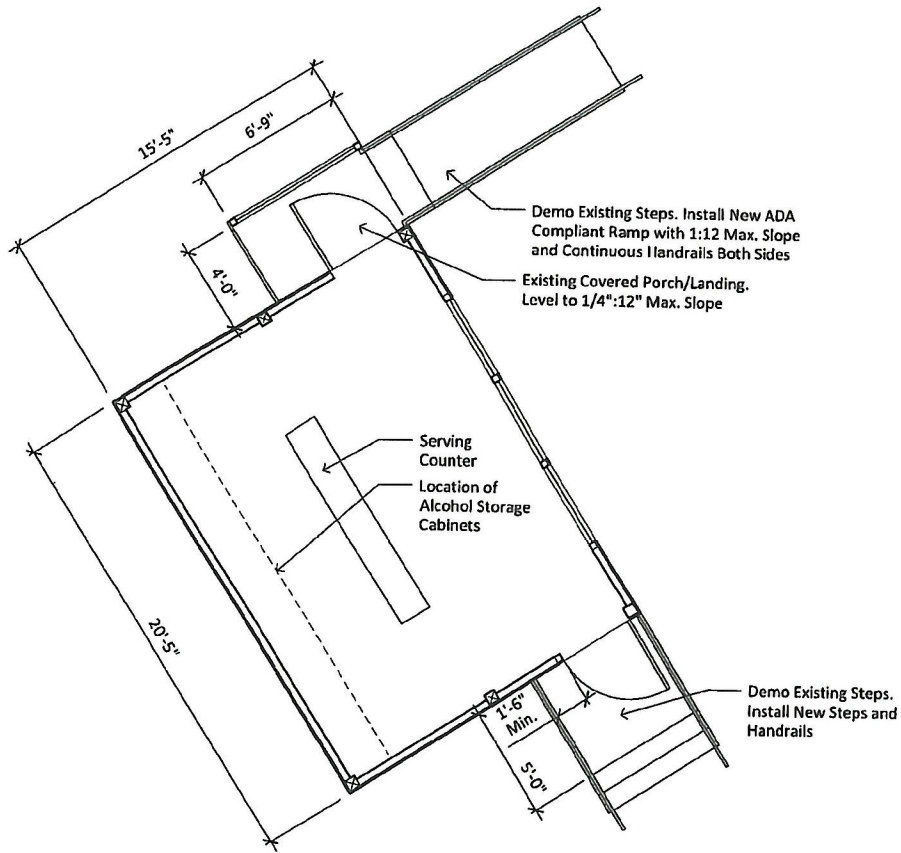 15'-5"
6'-9"
4'-0"
Demo Existing Steps. Install New ADA
Compliant Ramp with 1:12 Max. Slope
and Continuous Handrails Both Sides
Existing Covered Porch/Landing.
Level to 1/4":12" Max. Slope
Serving
Counter
Location of
Alcohol Storage
Cabinets
20'-5"
1'-6"
Min.
5'-0"
Demo Existing Steps.
Install New Steps and
Handrails